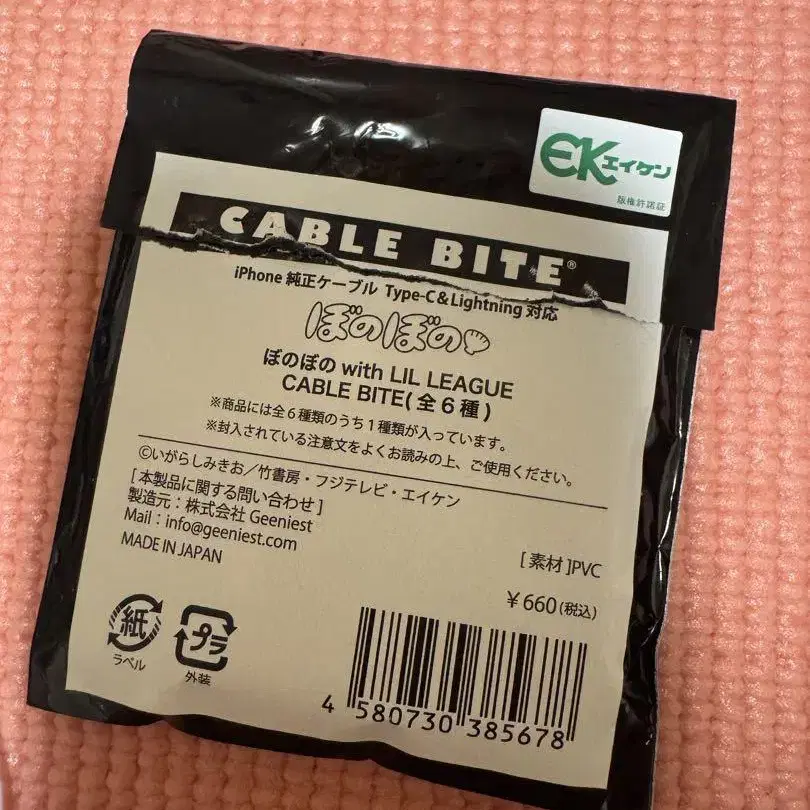 EKエイケン
版権許諾証
CABLE BITE®
iPhone 純正ケーブル Type-C&Lightning 対応
ぼのぼの
ぼのぼの with LIL LEAGUE
CABLE BITE(全6種)
※商品には全6種類のうち1種類が入っています。
※封入されている注意文をよくお読みの上、ご使用ください。
©いがらしみきお/竹書房・フジテレビ・エイケン
[本製品に関する問い合わせ]
製造元:株式会社 Geeniest
Mail:info@geeniest.com
MADE IN JAPAN
[素材]PVC
¥660(税込)
紙
ラベル
プラ
外装
4 580730 385678